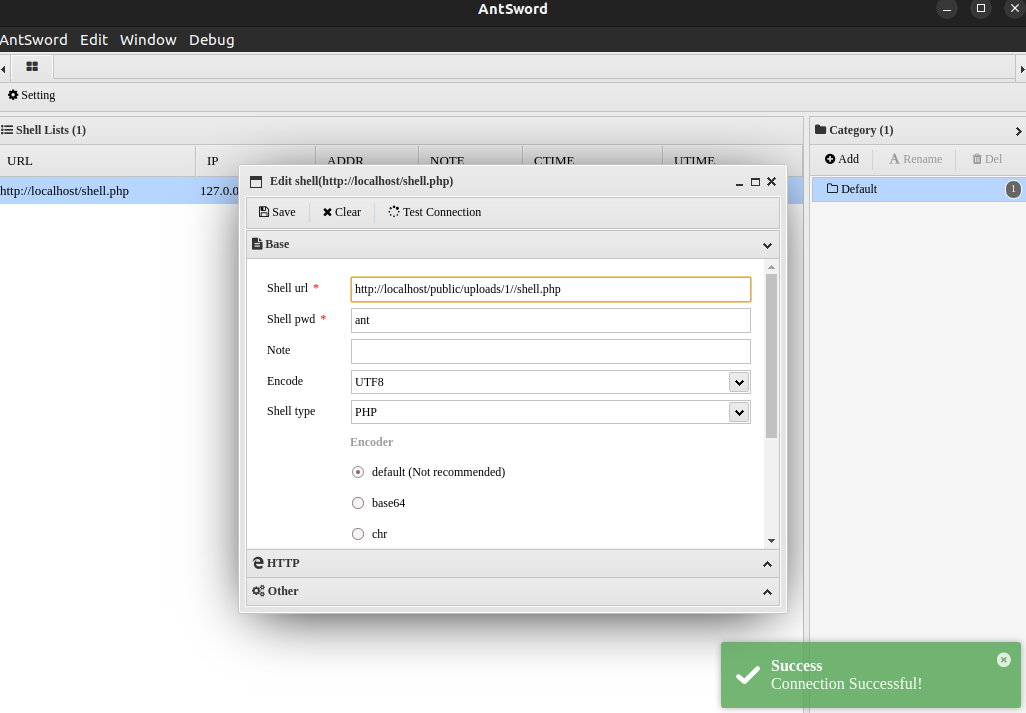 AntSword
AntSword Edit Window Debug
Setting
Shell Lists (1)
URL IP ADDR NOTE CTIME UTIME
http://localhost/shell.php 127.0.0
Category (1)
Add Rename Del
Default 1
Edit shell(http://localhost/shell.php)
Save Clear Test Connection
Base
Shell url * http://localhost/public/uploads/1//shell.php
Shell pwd * ant
Note
Encode UTF8
Shell type PHP
Encoder
default (Not recommended)
base64
chr
HTTP
Other
Success
Connection Successful!